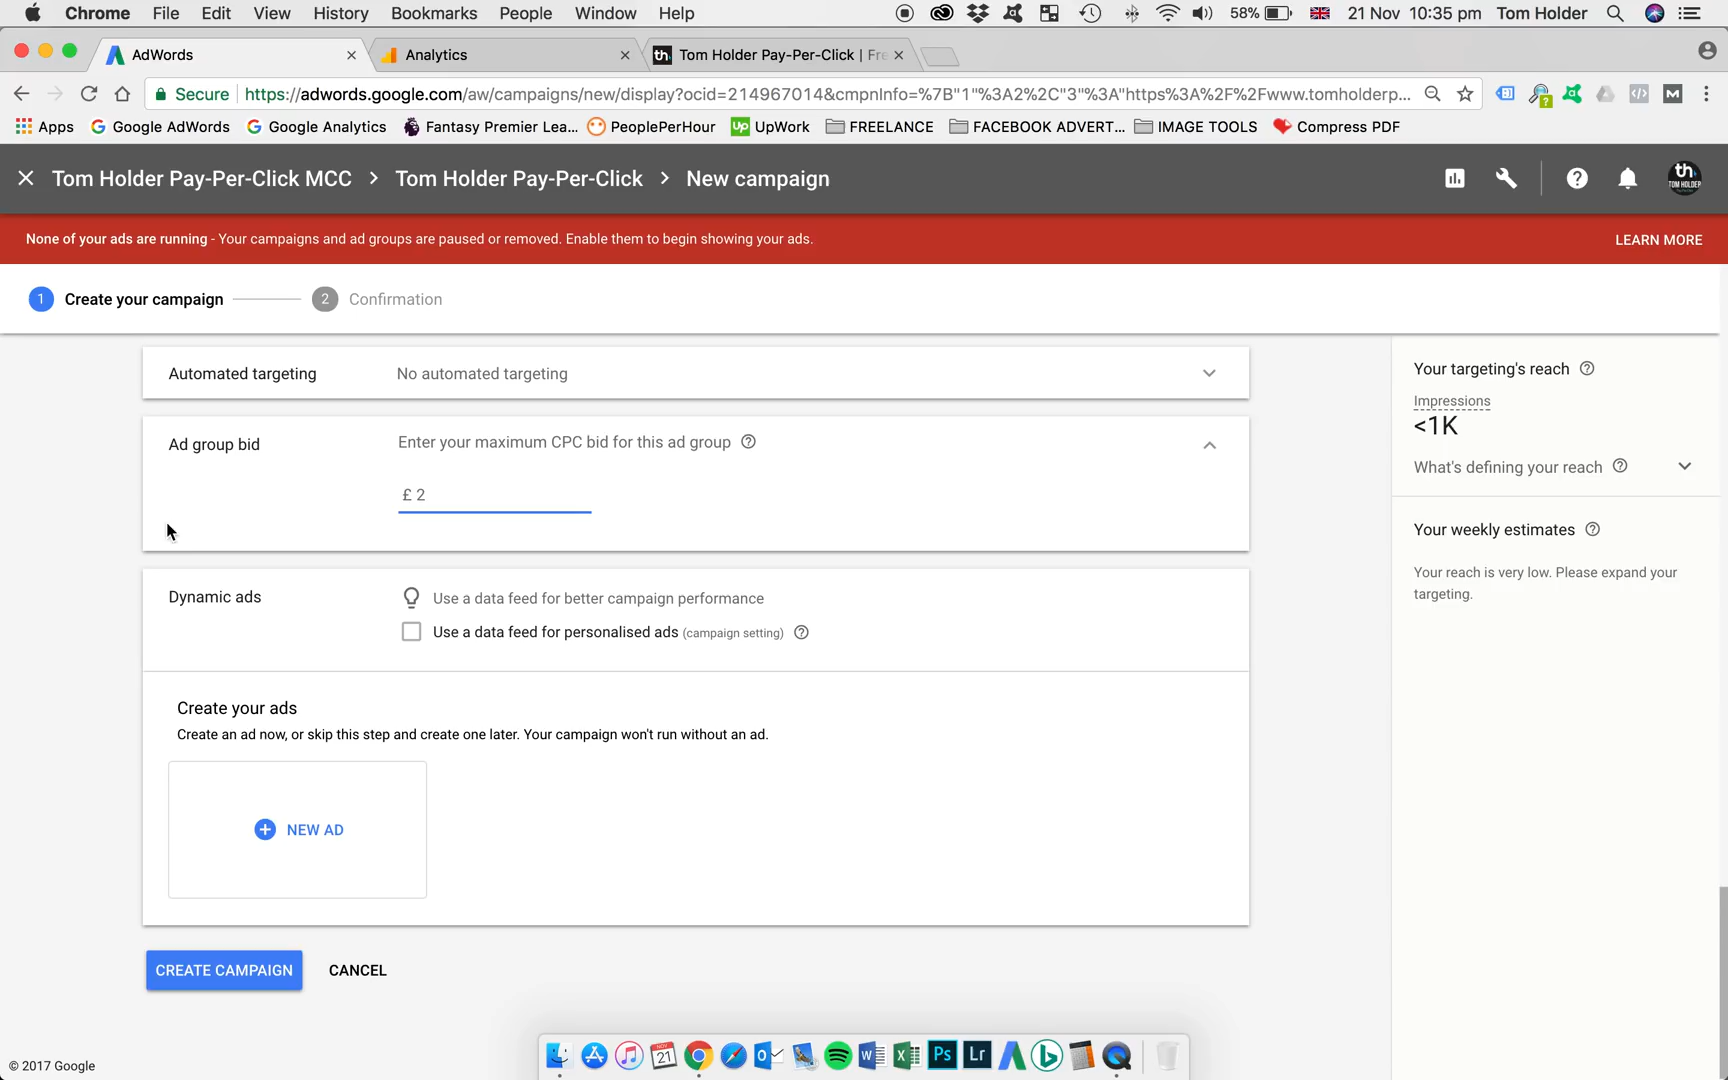 Chrome File Edit View History Bookmarks People Window Help 58% 21 Nov 10:35 pm Tom Holder
AdWords Analytics th. Tom Holder Pay-Per-Click | Fre
Secure https://adwords.google.com/aw/campaigns/new/display?ocid=214967014&cmpnInfo=%7B"1"%3A2%2C"3"%3A"https%3A%2F%2Fwww.tomholderp...
Apps Google AdWords Google Analytics Fantasy Premier Lea... PeoplePerHour Up UpWork FREELANCE FACEBOOK ADVERT... IMAGE TOOLS Compress PDF
Tom Holder Pay-Per-Click MCC > Tom Holder Pay-Per-Click > New campaign
th TOM HOLDER
None of your ads are running - Your campaigns and ad groups are paused or removed. Enable them to begin showing your ads. LEARN MORE
1 Create your campaign 2 Confirmation
Automated targeting No automated targeting
Ad group bid Enter your maximum CPC bid for this ad group
£ 2
Dynamic ads Use a data feed for better campaign performance
Use a data feed for personalised ads (campaign setting)
Create your ads
Create an ad now, or skip this step and create one later. Your campaign won't run without an ad.
NEW AD
CREATE CAMPAIGN CANCEL
Your targeting's reach
Impressions
<1K
What's defining your reach
Your weekly estimates
Your reach is very low. Please expand your
targeting.
NOV
21
Ps Lr
© 2017 Google